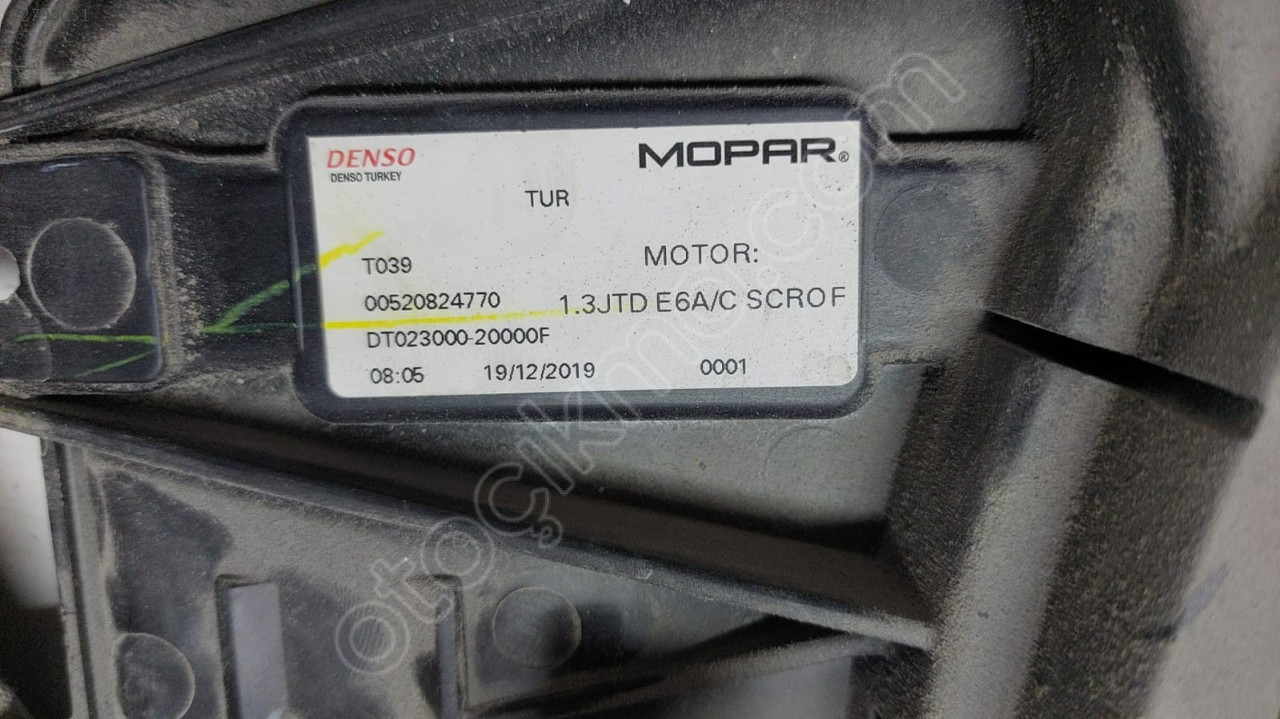 DENSO
DENSO TURKEY
MOPAR®
TUR
T039
MOTOR:
00520824770
1.3JTD E6A/C SCROF
DT023000-20000F
08:05 19/12/2019 0001
otoçıkma.com